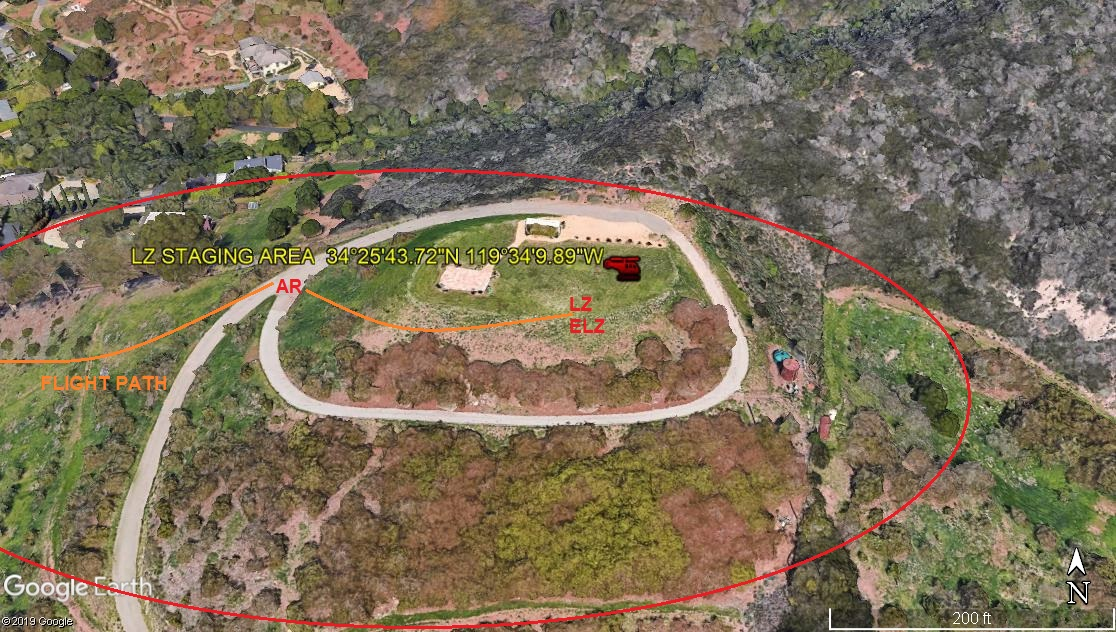 LZ STAGING AREA 34°25'43.72"N 119°34'9.89"W
AR
LZ
ELZ
FLIGHT PATH
Google Earth
©2019 Google
N
200 ft